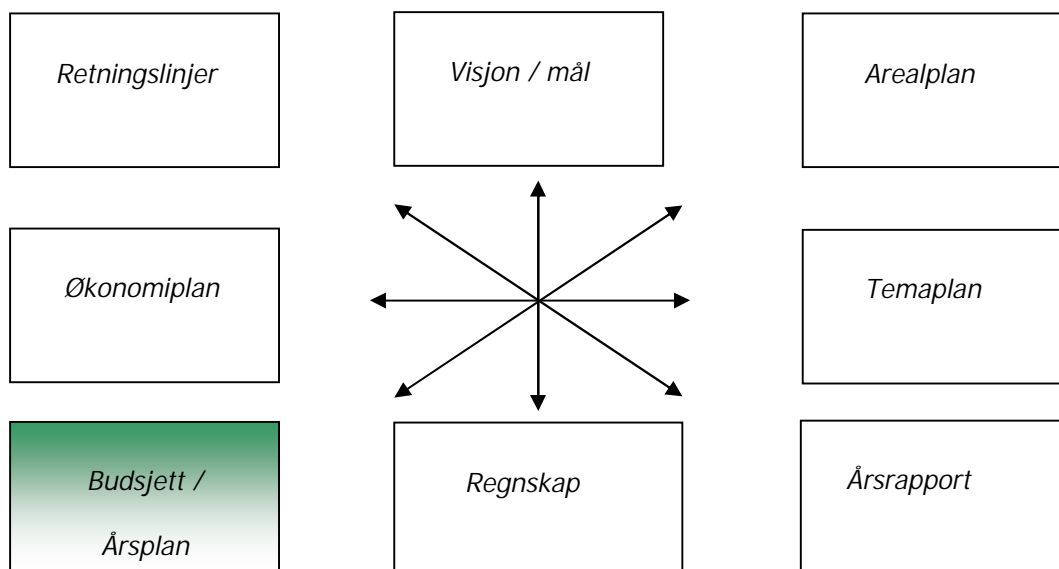 Retningslinjer
Visjon / mål
Arealplan
Økonomiplan
Temaplan
Budsjett /
Årsplan
Regnskap
Årsrapport